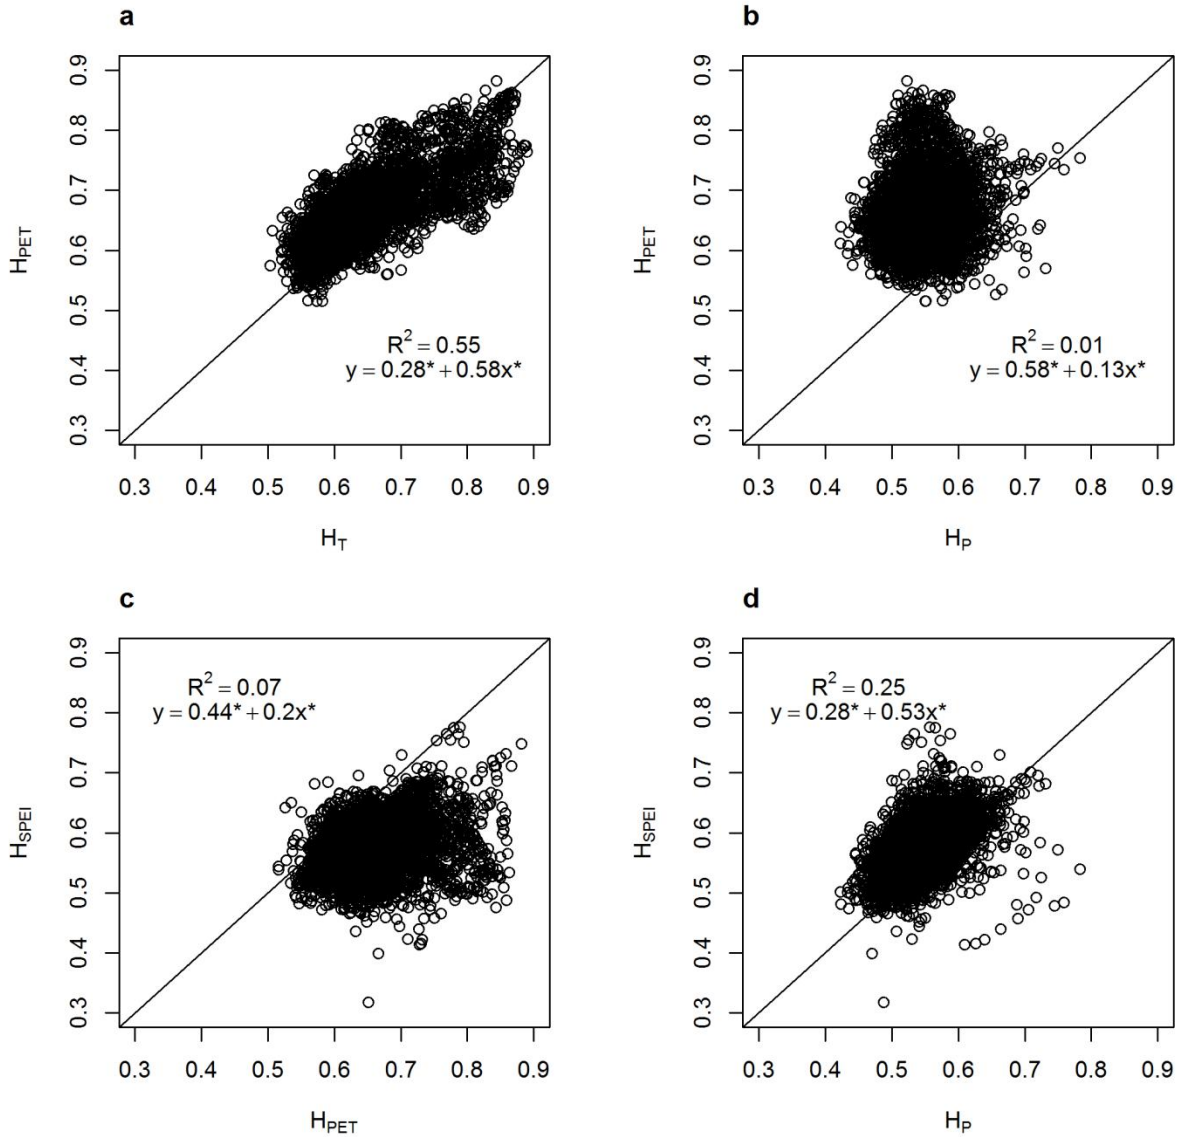 a
0.9
0.8
0.7
0.6
0.5
0.4
0.3
H_PET
R² = 0.55
y = 0.28* + 0.58x*
0.3 0.4 0.5 0.6 0.7 0.8 0.9
H_T
b
0.9
0.8
0.7
0.6
0.5
0.4
0.3
H_PET
R² = 0.01
y = 0.58* + 0.13x*
0.3 0.4 0.5 0.6 0.7 0.8 0.9
H_P
c
0.9
0.8
0.7
0.6
0.5
0.4
0.3
H_SPEI
R² = 0.07
y = 0.44* + 0.2x*
0.3 0.4 0.5 0.6 0.7 0.8 0.9
H_PET
d
0.9
0.8
0.7
0.6
0.5
0.4
0.3
H_SPEI
R² = 0.25
y = 0.28* + 0.53x*
0.3 0.4 0.5 0.6 0.7 0.8 0.9
H_P